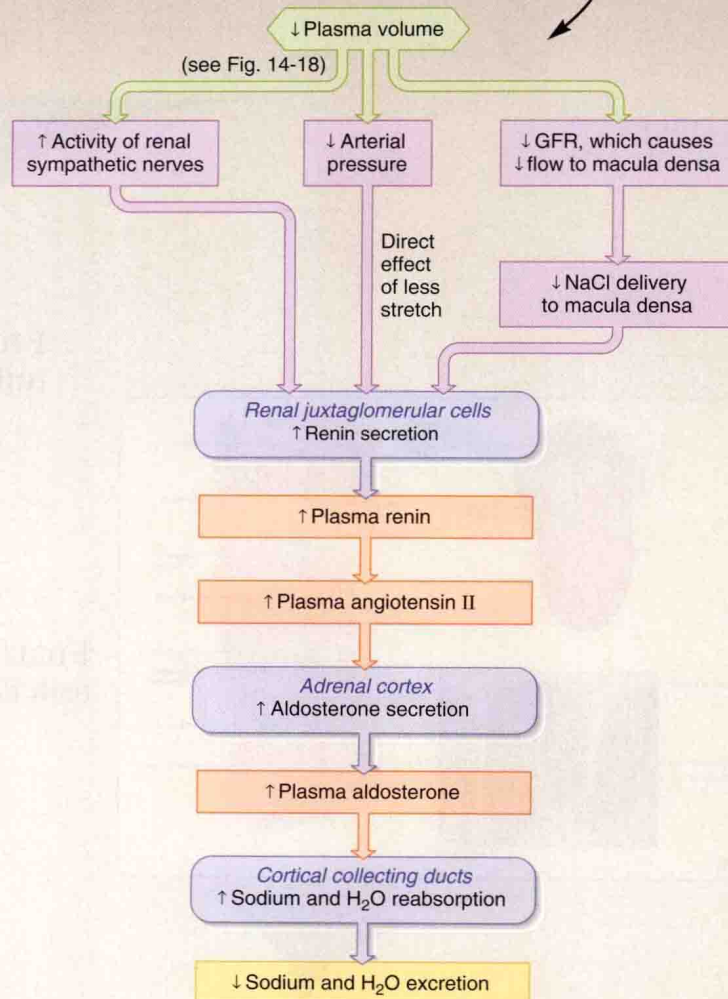 ↓ Plasma volume
(see Fig. 14-18)
↑ Activity of renal
sympathetic nerves
↓ Arterial
pressure
↓ GFR, which causes
↓ flow to macula densa
Direct
effect
of less
stretch
↓ NaCl delivery
to macula densa
Renal juxtaglomerular cells
↑ Renin secretion
↑ Plasma renin
↑ Plasma angiotensin II
Adrenal cortex
↑ Aldosterone secretion
↑ Plasma aldosterone
Cortical collecting ducts
↑ Sodium and H₂O reabsorption
↓ Sodium and H₂O excretion